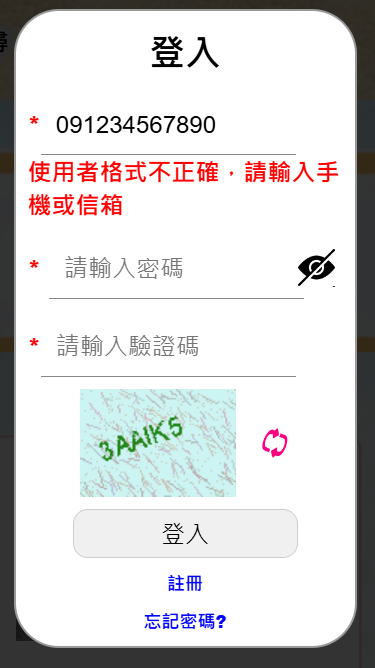 登入
* 091234567890
使用者格式不正確，請輸入手
機或信箱
* 請輸入密碼
* 請輸入驗證碼
3AAIK5
登入
註冊
忘記密碼?